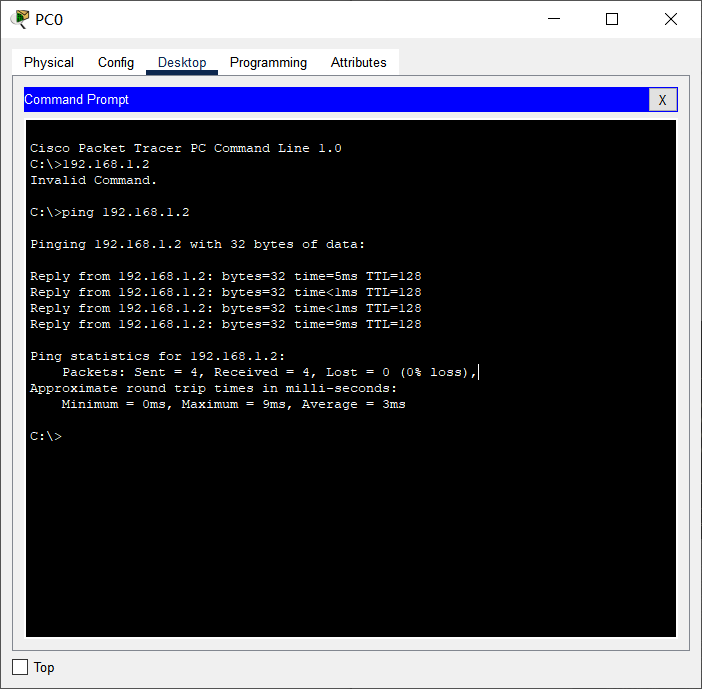 PC0
Physical Config Desktop Programming Attributes
Command Prompt
X
Cisco Packet Tracer PC Command Line 1.0
C:\>192.168.1.2
Invalid Command.
C:\>ping 192.168.1.2
Pinging 192.168.1.2 with 32 bytes of data:
Reply from 192.168.1.2: bytes=32 time=5ms TTL=128
Reply from 192.168.1.2: bytes=32 time<1ms TTL=128
Reply from 192.168.1.2: bytes=32 time<1ms TTL=128
Reply from 192.168.1.2: bytes=32 time=9ms TTL=128
Ping statistics for 192.168.1.2:
    Packets: Sent = 4, Received = 4, Lost = 0 (0% loss),
Approximate round trip times in milli-seconds:
    Minimum = 0ms, Maximum = 9ms, Average = 3ms
C:\>
Top